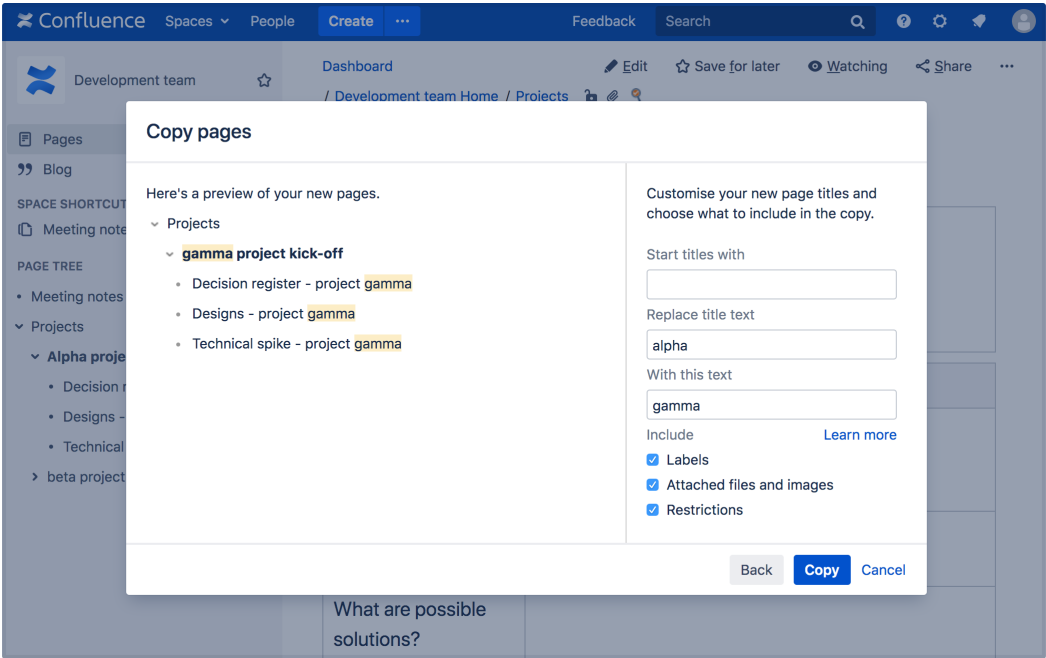 Confluence Spaces People Create ··· Feedback Search
Development team
Dashboard
Edit Save for later Watching Share ···
/ Development team Home / Projects
Pages
Blog
SPACE SHORTCUT
Meeting note
PAGE TREE
Meeting notes
Projects
Alpha proje
Decision r
Designs -
Technical
beta project
Copy pages
Here's a preview of your new pages.
Projects
gamma project kick-off
Decision register - project gamma
Designs - project gamma
Technical spike - project gamma
Customise your new page titles and
choose what to include in the copy.
Start titles with
Replace title text
alpha
With this text
gamma
Include Learn more
Labels
Attached files and images
Restrictions
Back Copy Cancel
What are possible
solutions?